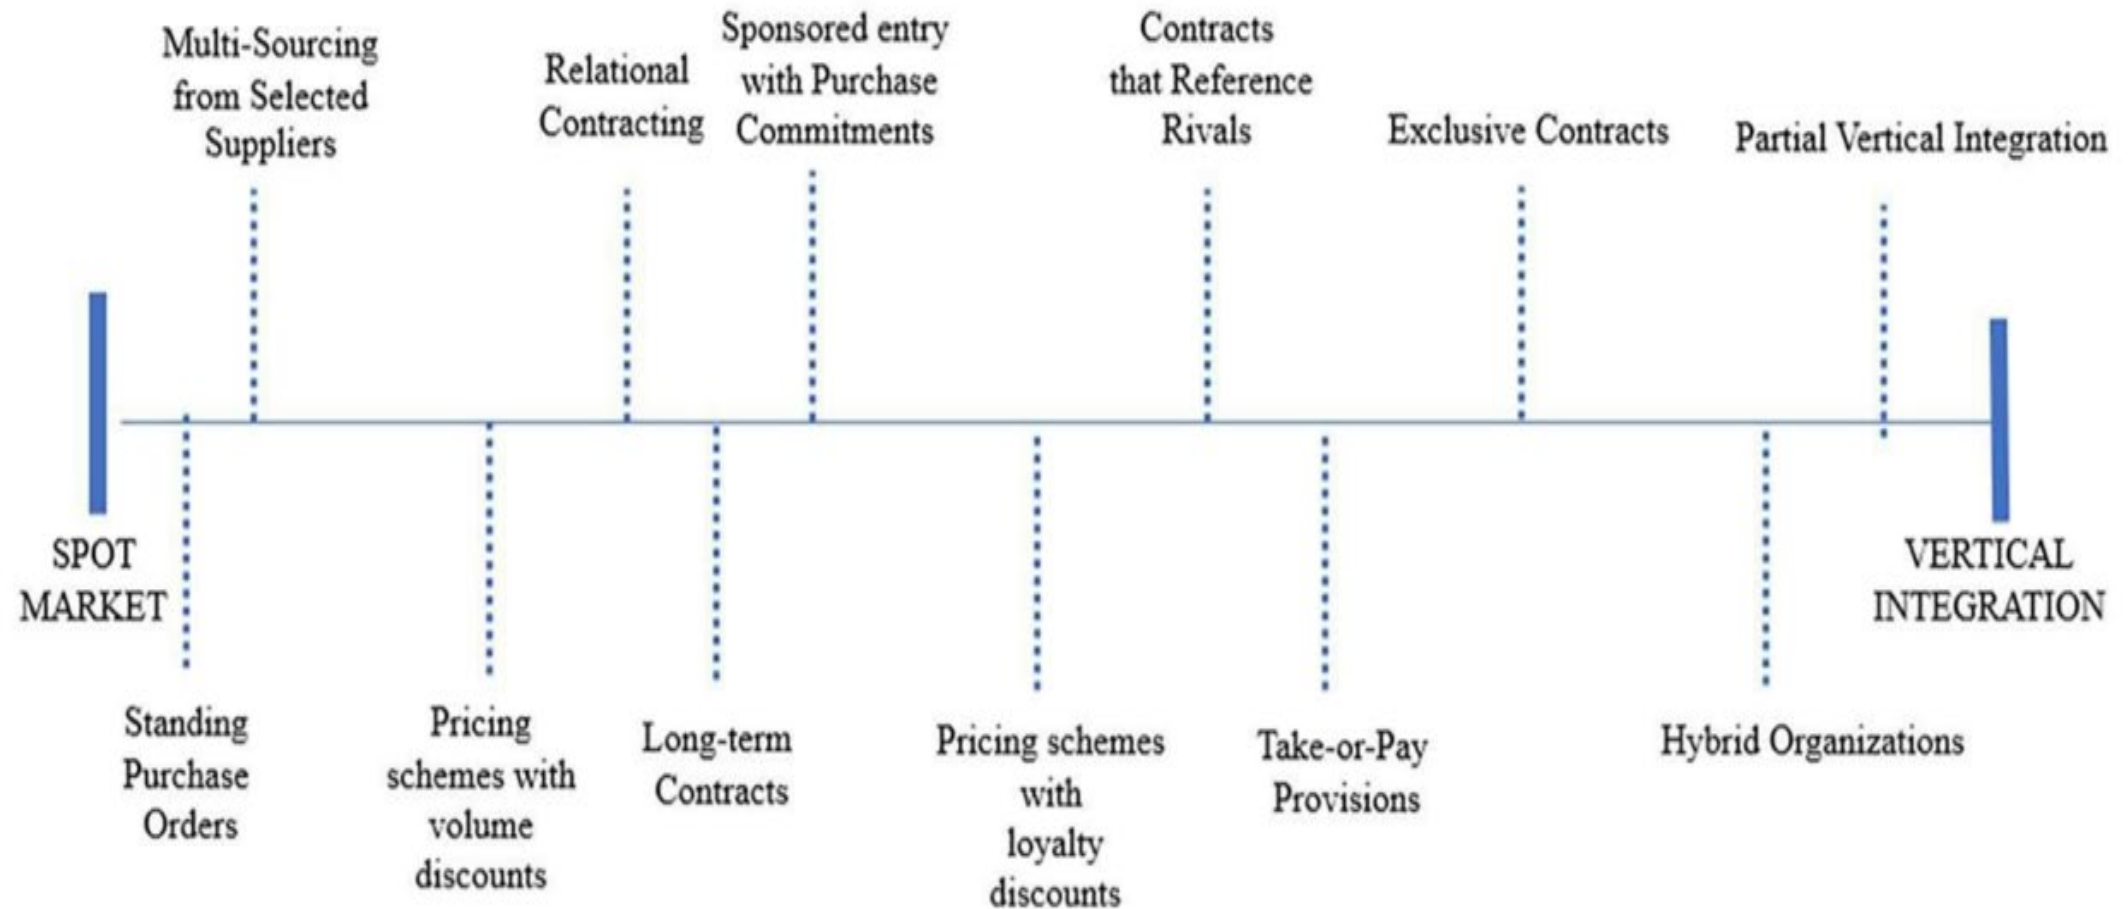 Multi-Sourcing
from Selected
Suppliers
Relational
Contracting
Sponsored entry
with Purchase
Commitments
Contracts
that Reference
Rivals
Exclusive Contracts
Partial Vertical Integration
SPOT
MARKET
VERTICAL
INTEGRATION
Standing
Purchase
Orders
Pricing
schemes with
volume
discounts
Long-term
Contracts
Pricing schemes
with
loyalty
discounts
Take-or-Pay
Provisions
Hybrid Organizations